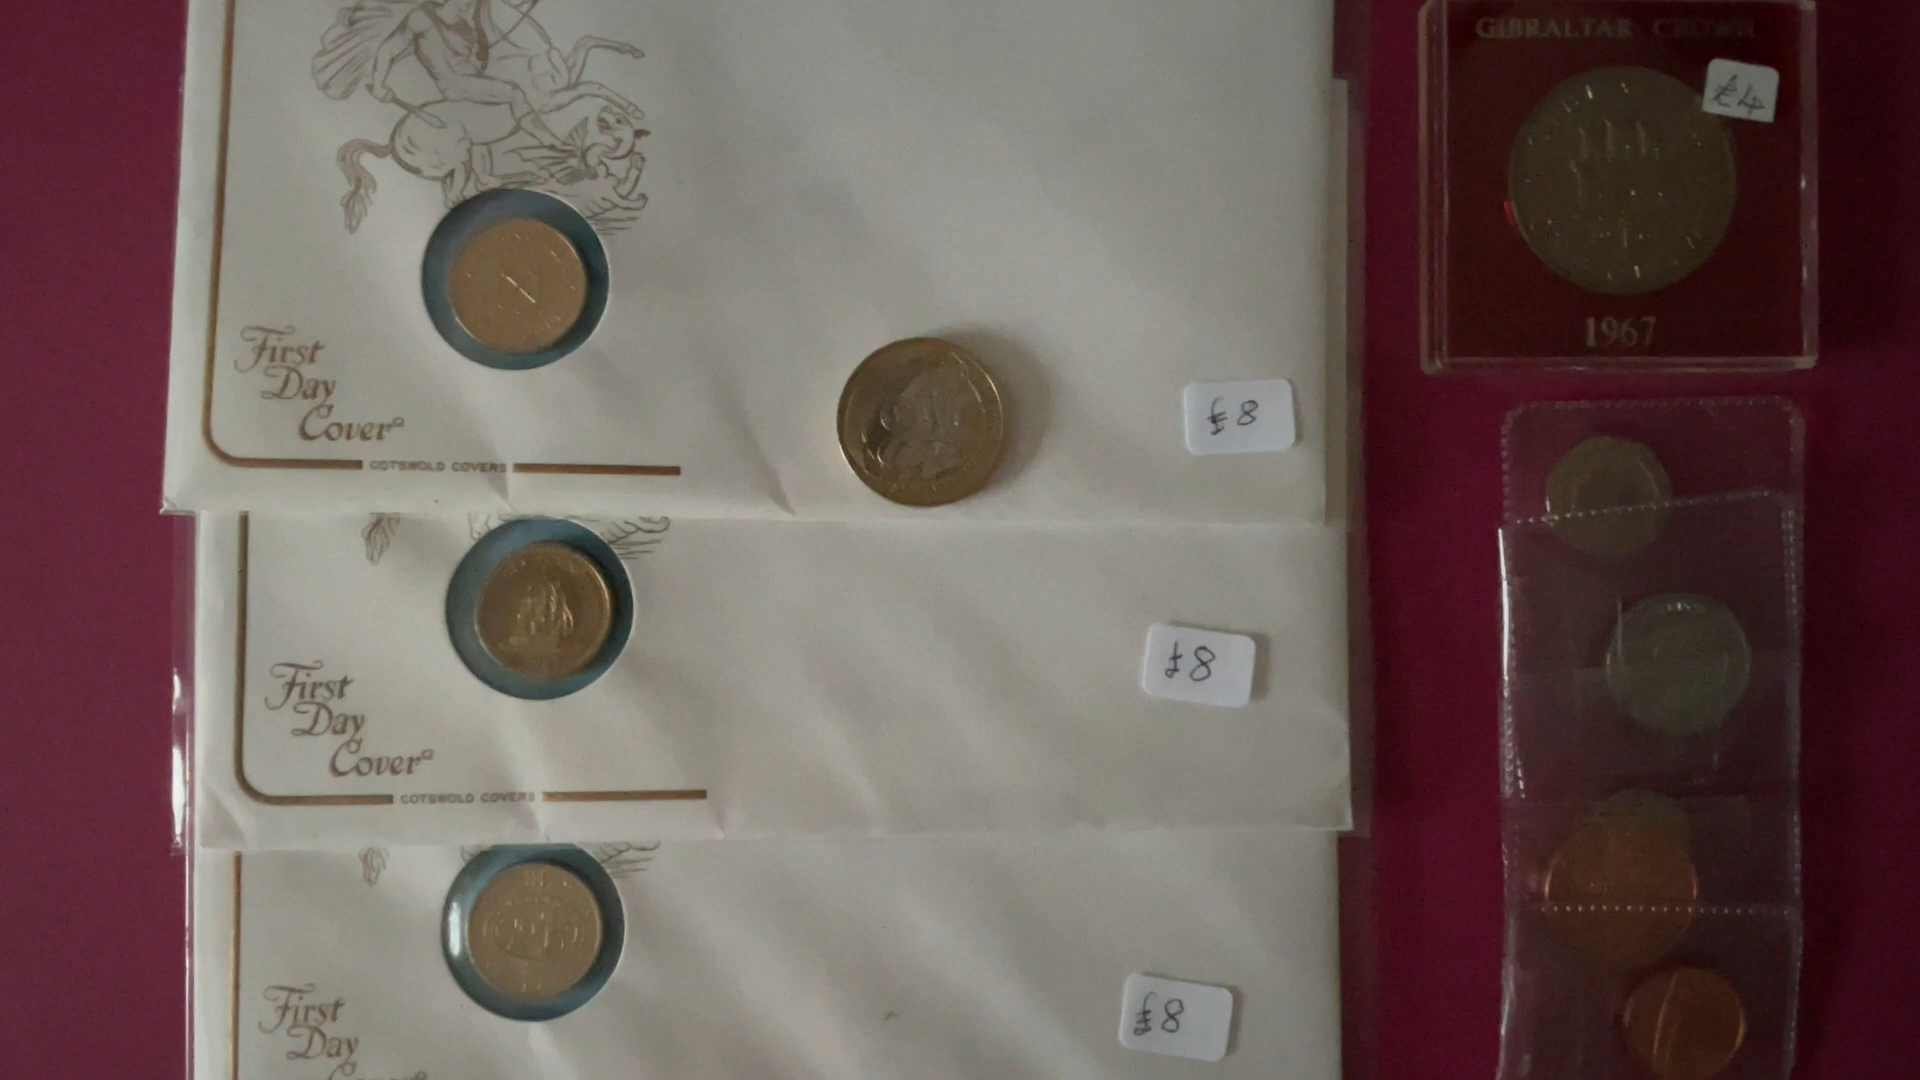 First
Day
Cover
COTSWOLD COVERS
£8
First
Day
Cover
COTSWOLD COVERS
£8
First
Day
£8
GIBRALTAR CROWN
£4
1967